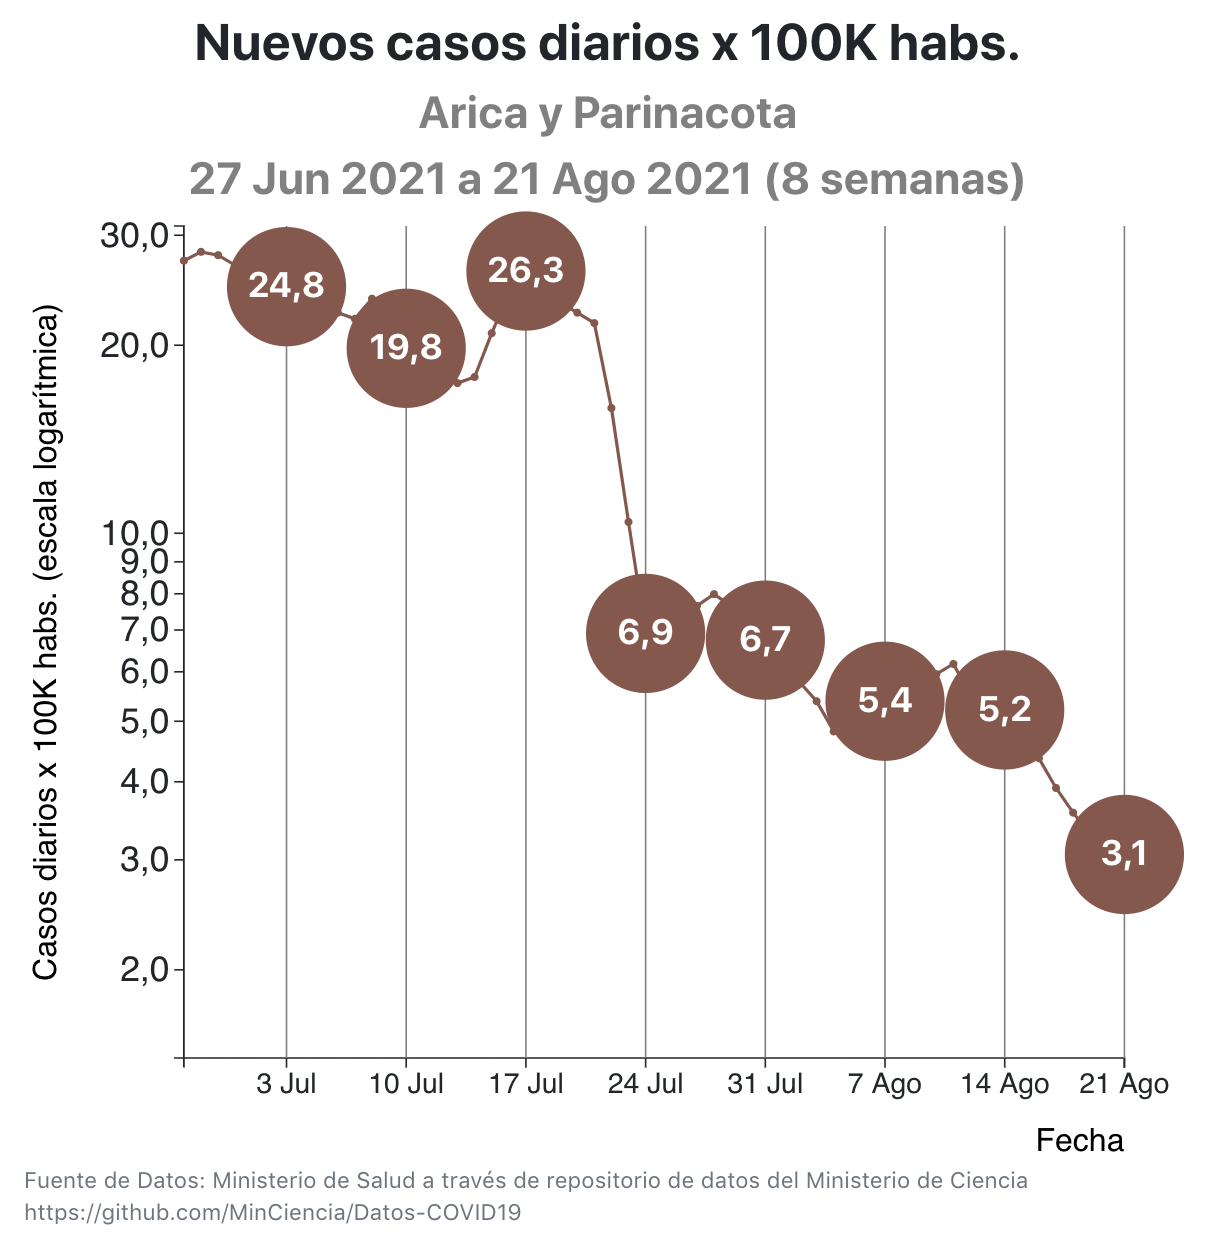 Nuevos casos diarios x 100K habs.
Arica y Parinacota
27 Jun 2021 a 21 Ago 2021 (8 semanas)
Casos diarios x 100K habs. (escala logarítmica)
30,0
20,0
10,0
9,0
8,0
7,0
6,0
5,0
4,0
3,0
2,0
24,8
19,8
26,3
6,9
6,7
5,4
5,2
3,1
3 Jul
10 Jul
17 Jul
24 Jul
31 Jul
7 Ago
14 Ago
21 Ago
Fecha
Fuente de Datos: Ministerio de Salud a través de repositorio de datos del Ministerio de Ciencia
https://github.com/MinCiencia/Datos-COVID19